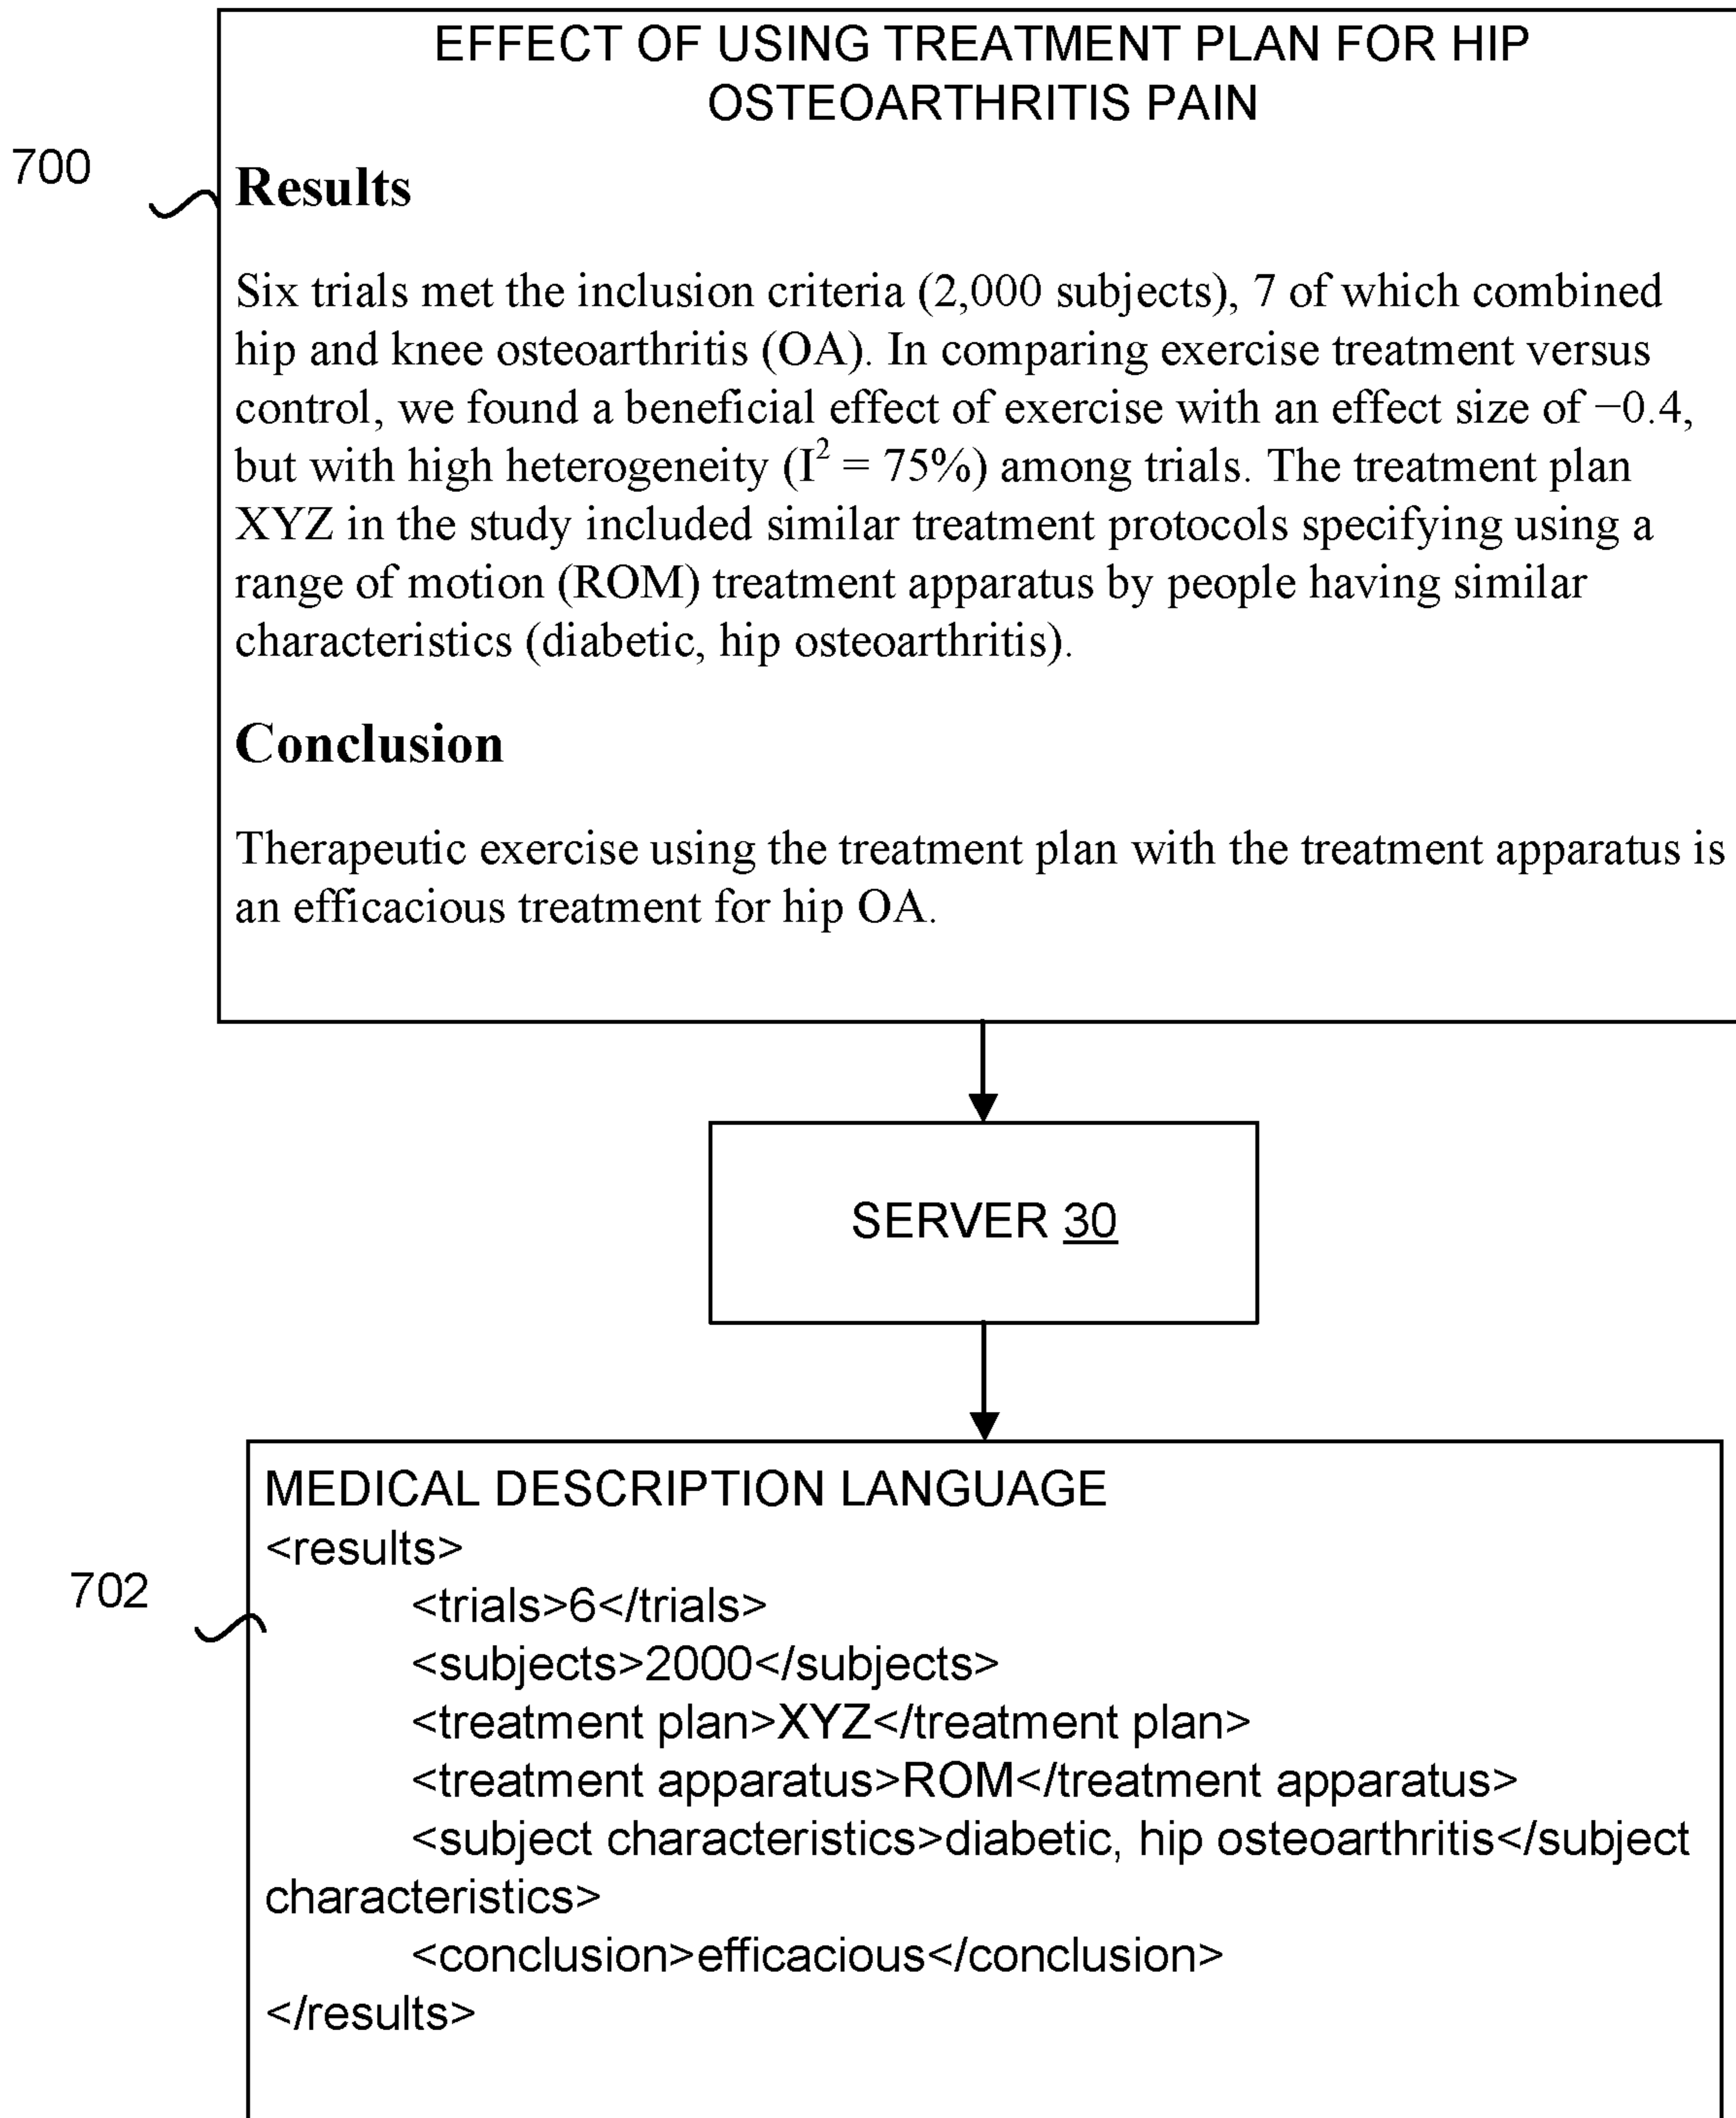 EFFECT OF USING TREATMENT PLAN FOR HIP
OSTEOARTHRITIS PAIN
700
Results
Six trials met the inclusion criteria (2,000 subjects), 7 of which combined
hip and knee osteoarthritis (OA). In comparing exercise treatment versus
control, we found a beneficial effect of exercise with an effect size of −0.4,
but with high heterogeneity (I² = 75%) among trials. The treatment plan
XYZ in the study included similar treatment protocols specifying using a
range of motion (ROM) treatment apparatus by people having similar
characteristics (diabetic, hip osteoarthritis).
Conclusion
Therapeutic exercise using the treatment plan with the treatment apparatus is
an efficacious treatment for hip OA.
SERVER 30
MEDICAL DESCRIPTION LANGUAGE
<results>
702
<trials>6</trials>
<subjects>2000</subjects>
<treatment plan>XYZ</treatment plan>
<treatment apparatus>ROM</treatment apparatus>
<subject characteristics>diabetic, hip osteoarthritis</subject
characteristics>
<conclusion>efficacious</conclusion>
</results>